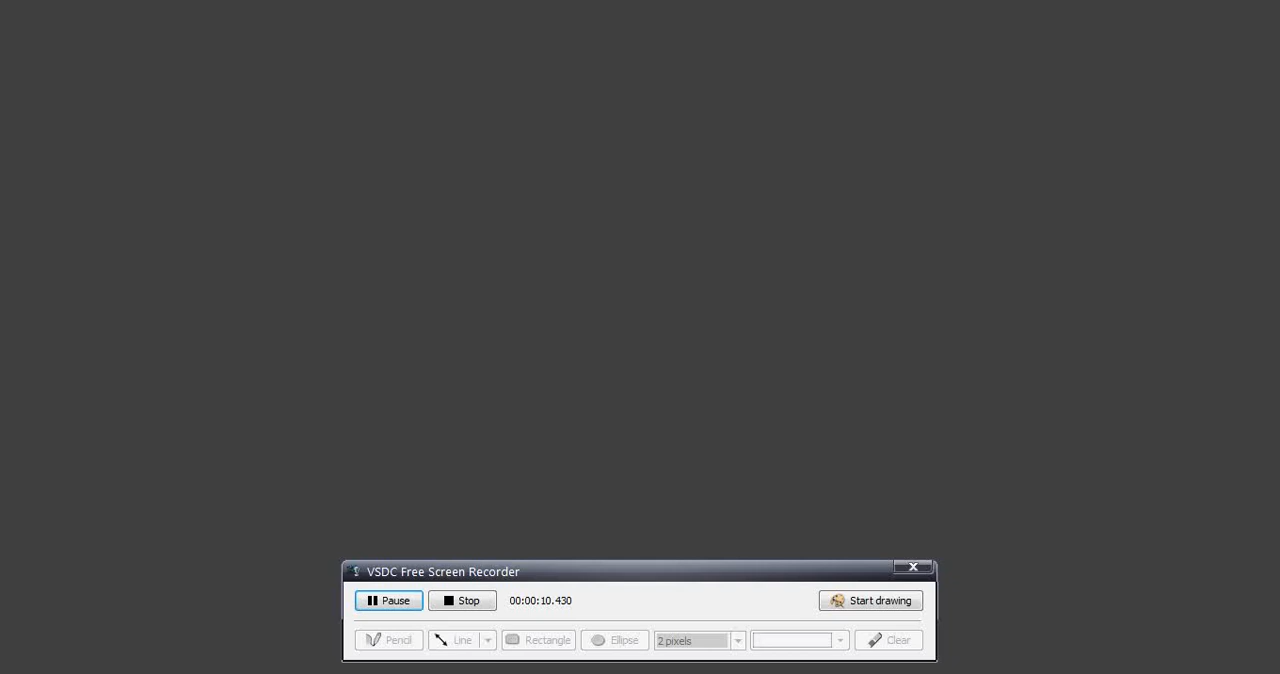 VSDC Free Screen Recorder
Pause Stop 00:00:10.430 Start drawing
Pencil Line Rectangle Ellipse 2 pixels Clear